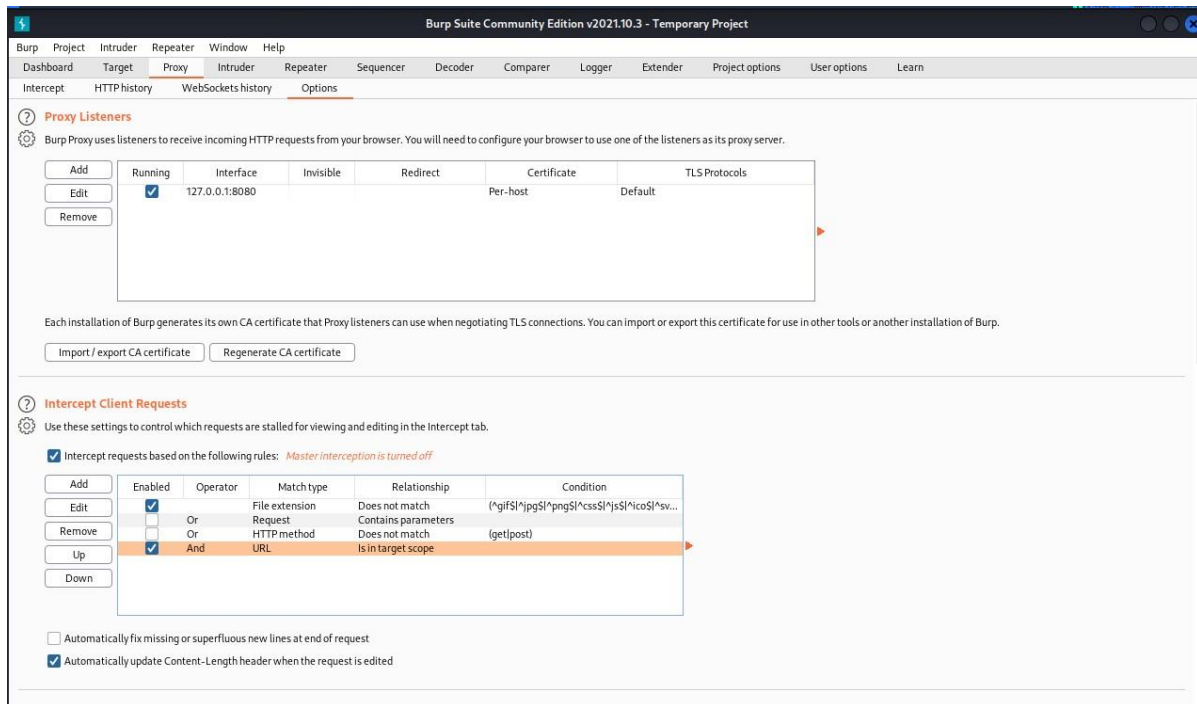 Burp Suite Community Edition v2021.10.3 - Temporary Project
Burp Project Intruder Repeater Window Help
Dashboard Target Proxy Intruder Repeater Sequencer Decoder Comparer Logger Extender Project options User options Learn
Intercept HTTP history WebSockets history Options
? Proxy Listeners
Burp Proxy uses listeners to receive incoming HTTP requests from your browser. You will need to configure your browser to use one of the listeners as its proxy server.
Add Running Interface Invisible Redirect Certificate TLS Protocols
Edit 127.0.0.1:8080 Per-host Default
Remove
Each installation of Burp generates its own CA certificate that Proxy listeners can use when negotiating TLS connections. You can import or export this certificate for use in other tools or another installation of Burp.
Import / export CA certificate Regenerate CA certificate
? Intercept Client Requests
Use these settings to control which requests are stalled for viewing and editing in the Intercept tab.
Intercept requests based on the following rules: Master interception is turned off
Add Enabled Operator Match type Relationship Condition
Edit File extension Does not match (^gif$|^jpg$|^png$|^css$|^js$|^ico$|^sv...
Or Request Contains parameters
Remove Or HTTP method Does not match (get|post)
And URL Is in target scope
Up
Down
Automatically fix missing or superfluous new lines at end of request
Automatically update Content-Length header when the request is edited